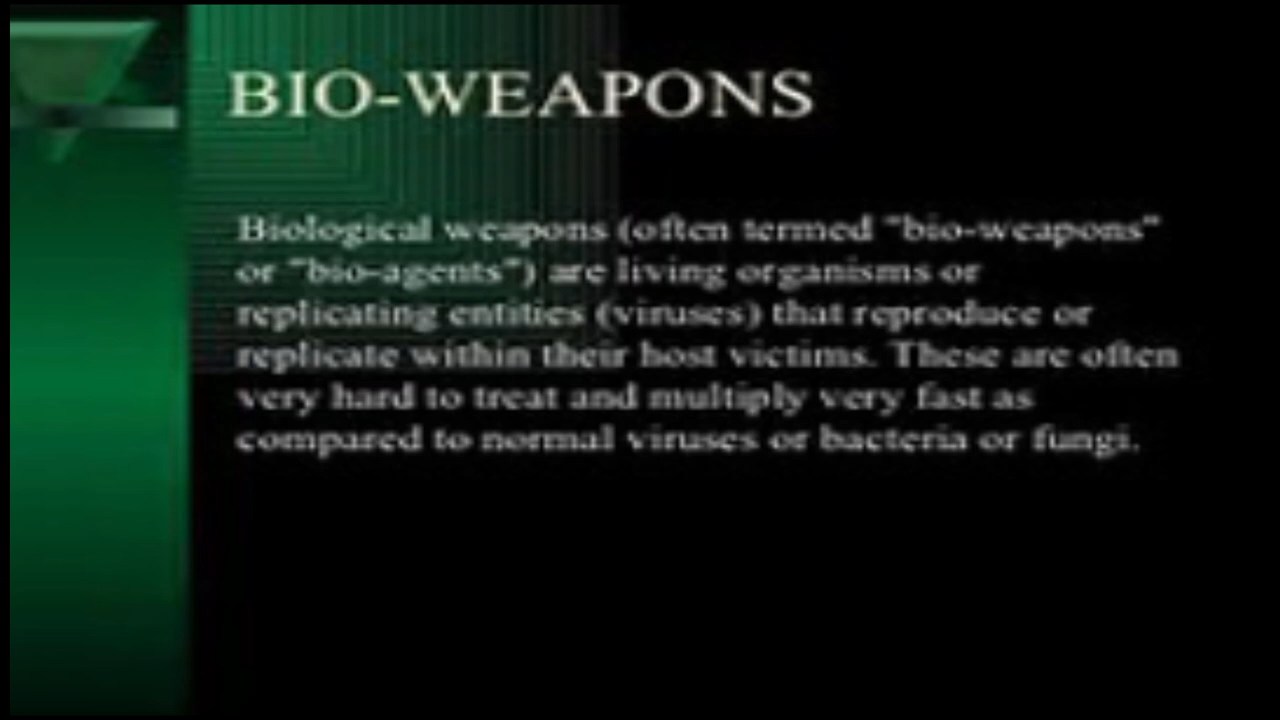 BIO-WEAPONS
Biological weapons (often termed "bio-weapons"
or "bio-agents") are living organisms or
replicating entities (viruses) that reproduce or
replicate within their host victims. These are often
very hard to treat and multiply very fast as
compared to normal viruses or bacteria or fungi.